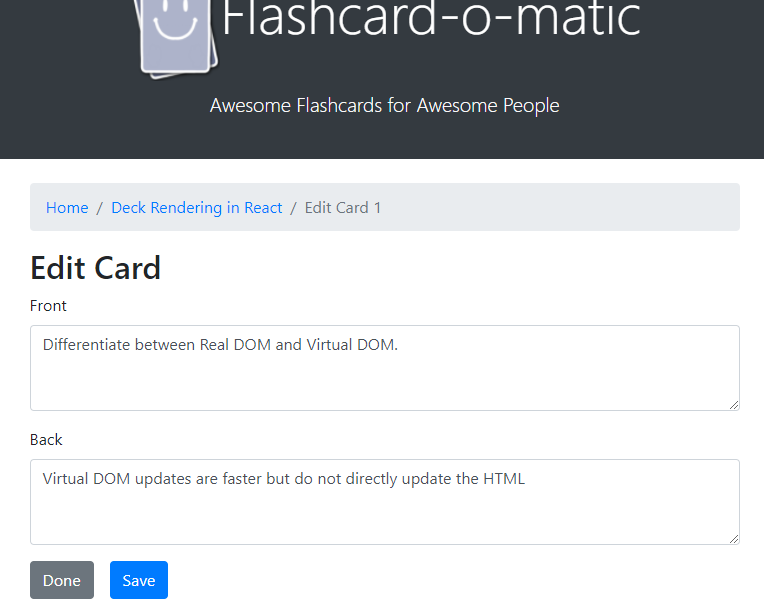 Flashcard-o-matic
Awesome Flashcards for Awesome People
Home / Deck Rendering in React / Edit Card 1
Edit Card
Front
Differentiate between Real DOM and Virtual DOM.
Back
Virtual DOM updates are faster but do not directly update the HTML
Done Save